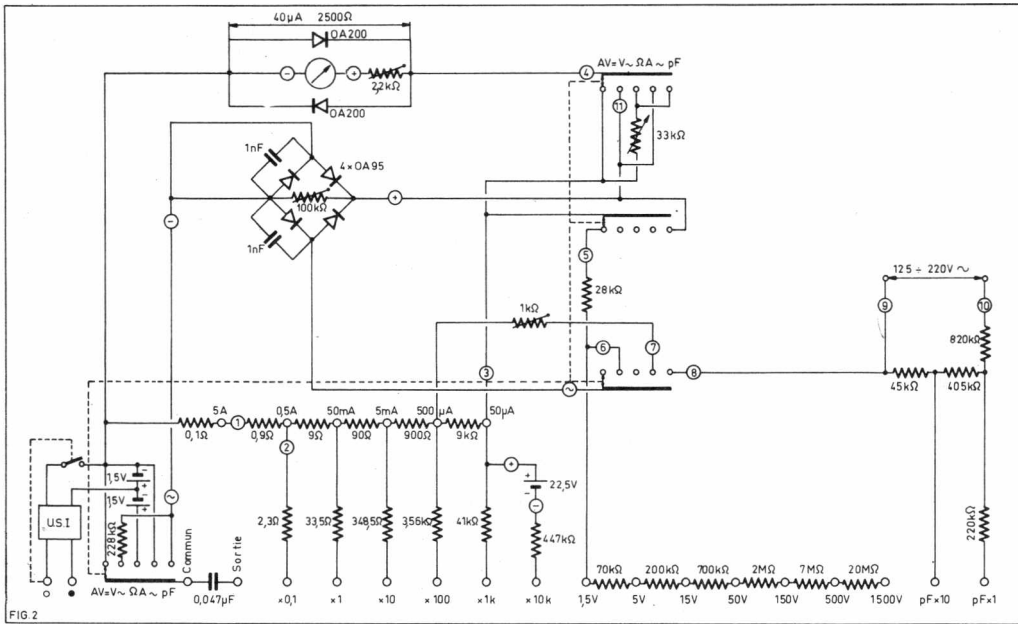 40µA 2500Ω
OA200
2,2kΩ
OA200
④ AV=V~ΩA~pF
⑪
33kΩ
1nF
4×OA95
100kΩ
1nF
⑤
28kΩ
125÷220V~
⑨ ⑩
820kΩ
1kΩ
⑥ ⑦ ⑧
45kΩ 405kΩ
③
5A ① 0,5A 50mA 5mA 500µA 50µA
0,1Ω 0,9Ω 9Ω 90Ω 900Ω 9kΩ
②
1,5V
1,5V
22,5V
U.S.I
228kΩ
2,3Ω 33,5Ω 348,5Ω 3,56kΩ 41kΩ 447kΩ
220kΩ
Commun
Sortie
70kΩ 200kΩ 700kΩ 2MΩ 7MΩ 20MΩ
AV=V~ΩA~pF
0,047µF
×0,1 ×1 ×10 ×100 ×1k ×10k
1,5V 5V 15V 50V 150V 500V 1500V
pF×10 pF×1
FIG.2